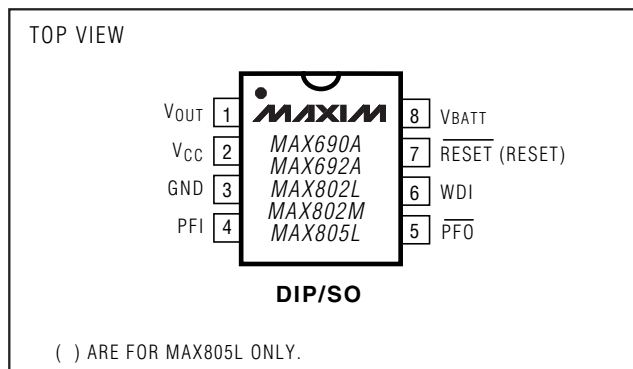 TOP VIEW
VOUT 1
VCC 2
GND 3
PFI 4
MAXIM
MAX690A
MAX692A
MAX802L
MAX802M
MAX805L
8 VBATT
7 RESET (RESET)
6 WDI
5 PFO
DIP/SO
( ) ARE FOR MAX805L ONLY.